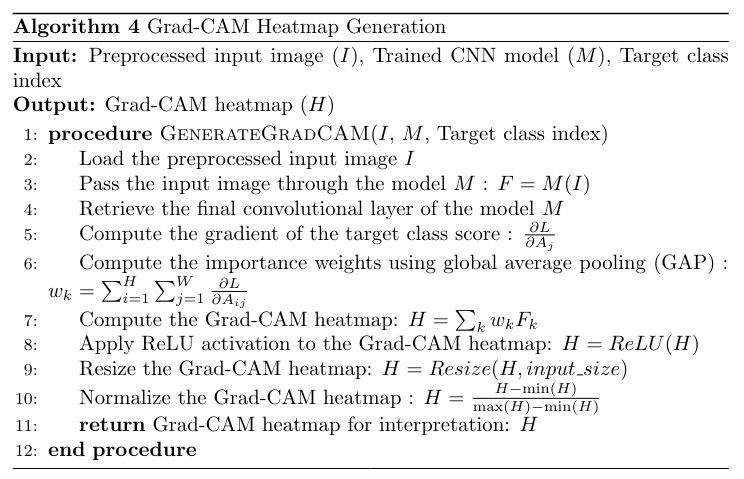 Algorithm 4 Grad-CAM Heatmap Generation
Input: Preprocessed input image (I), Trained CNN model (M), Target class
index
Output: Grad-CAM heatmap (H)
1: procedure GENERATEGRADCAM(I, M, Target class index)
2: Load the preprocessed input image I
3: Pass the input image through the model M : F = M(I)
4: Retrieve the final convolutional layer of the model M
5: Compute the gradient of the target class score : \frac{\partial L}{\partial A_j}
6: Compute the importance weights using global average pooling (GAP) :
w_k = \sum_{i=1}^{H} \sum_{j=1}^{W} \frac{\partial L}{\partial A_{ij}}
7: Compute the Grad-CAM heatmap: H = \sum_k w_k F_k
8: Apply ReLU activation to the Grad-CAM heatmap: H = ReLU(H)
9: Resize the Grad-CAM heatmap: H = Resize(H, input_size)
10: Normalize the Grad-CAM heatmap : H = \frac{H-\min(H)}{\max(H)-\min(H)}
11: return Grad-CAM heatmap for interpretation: H
12: end procedure